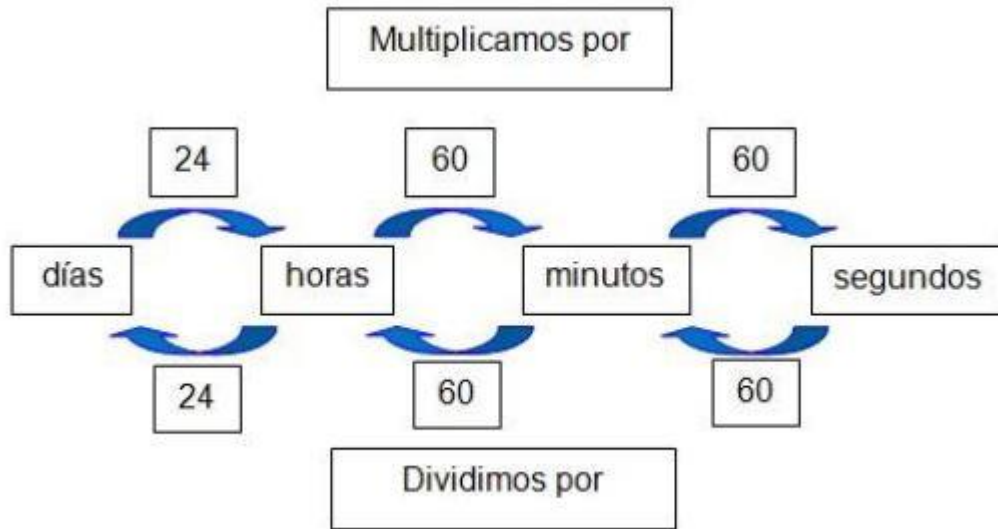 Multiplicamos por
24 60 60
días horas minutos segundos
24 60 60
Dividimos por